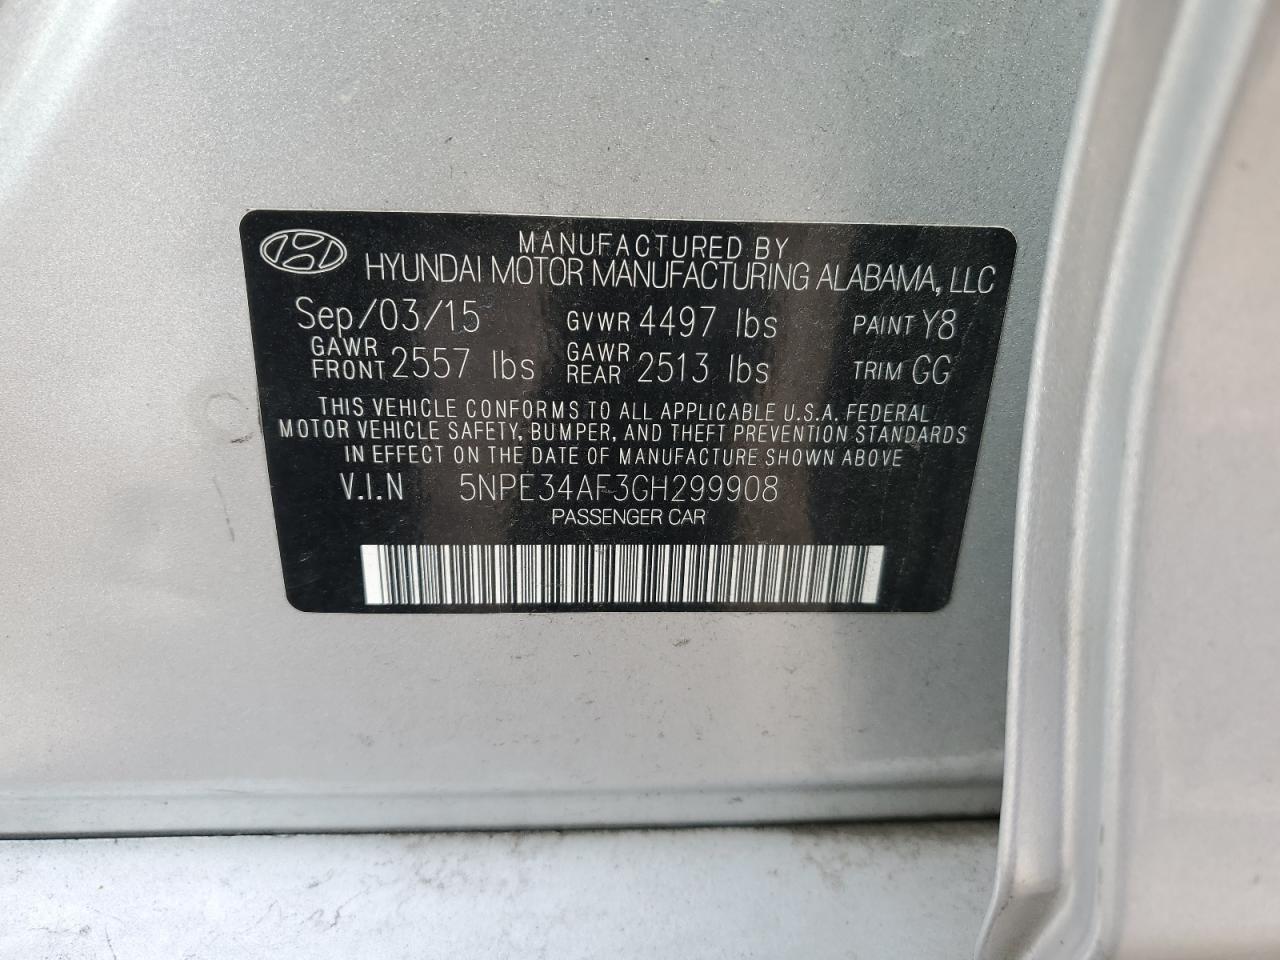 MANUFACTURED BY
HYUNDAI MOTOR MANUFACTURING ALABAMA, LLC
Sep/03/15 GVWR 4497 lbs PAINT Y8
GAWR FRONT 2557 lbs GAWR REAR 2513 lbs TRIM GG
THIS VEHICLE CONFORMS TO ALL APPLICABLE U.S.A. FEDERAL
MOTOR VEHICLE SAFETY, BUMPER, AND THEFT PREVENTION STANDARDS
IN EFFECT ON THE DATE OF MANUFACTURE SHOWN ABOVE
V.I.N 5NPE34AF3GH299908
PASSENGER CAR